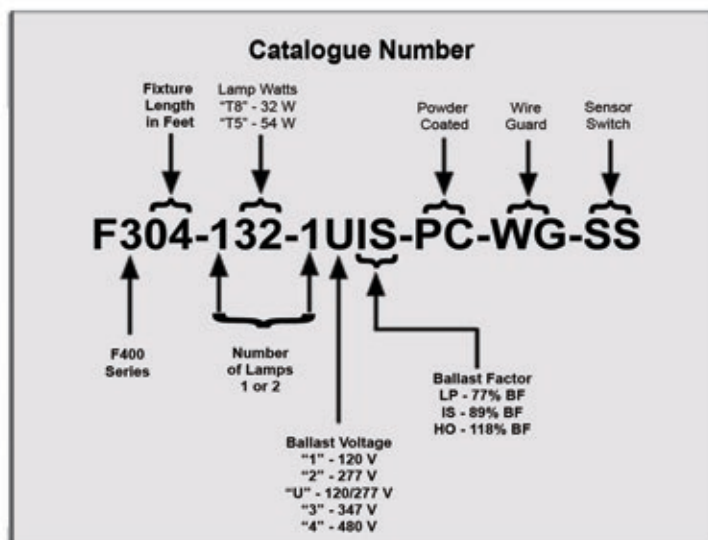 Catalogue Number
Fixture
Length
in Feet
Lamp Watts
"T8" - 32 W
"T5" - 54 W
Powder
Coated
Wire
Guard
Sensor
Switch
F304-132-1UIS-PC-WG-SS
F400
Series
Number
of Lamps
1 or 2
Ballast Factor
LP - 77% BF
IS - 89% BF
HO - 118% BF
Ballast Voltage
"1" - 120 V
"2" - 277 V
"U" - 120/277 V
"3" - 347 V
"4" - 480 V